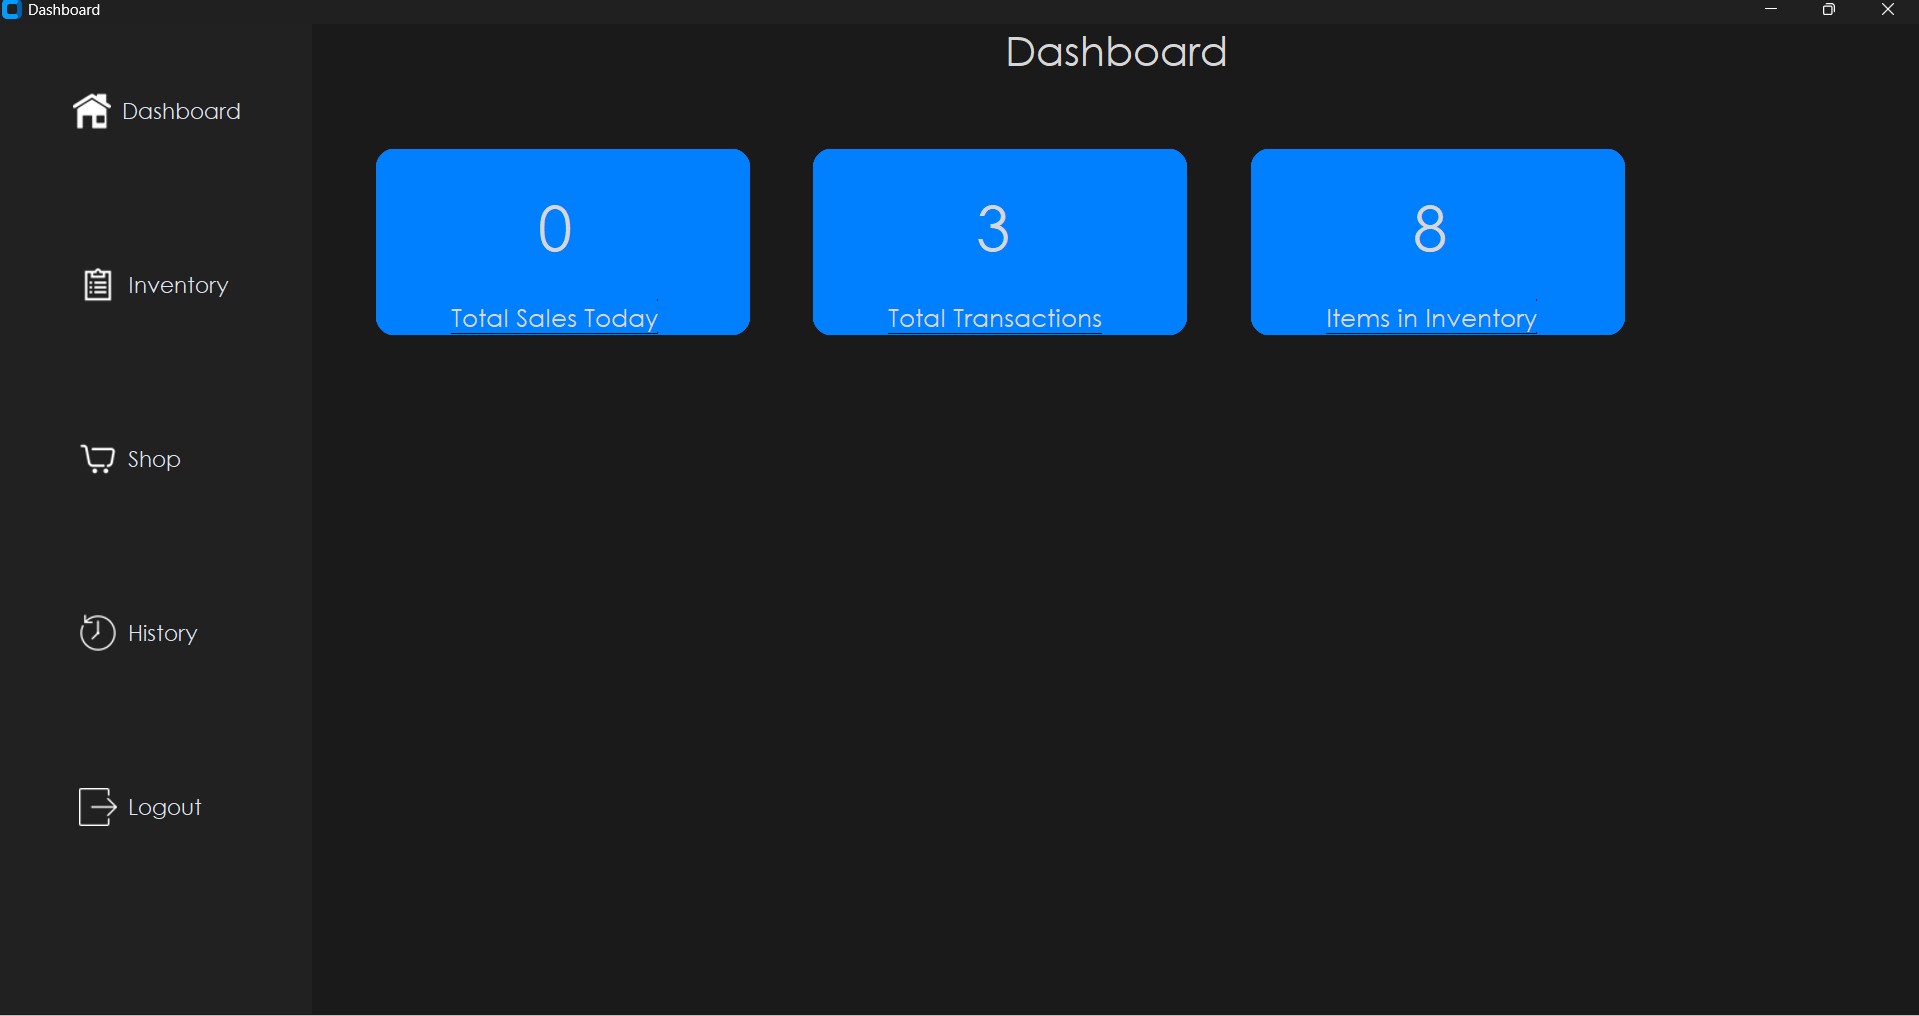 Dashboard
Dashboard
Dashboard
Inventory
Shop
History
Logout
0
Total Sales Today
3
Total Transactions
8
Items in Inventory